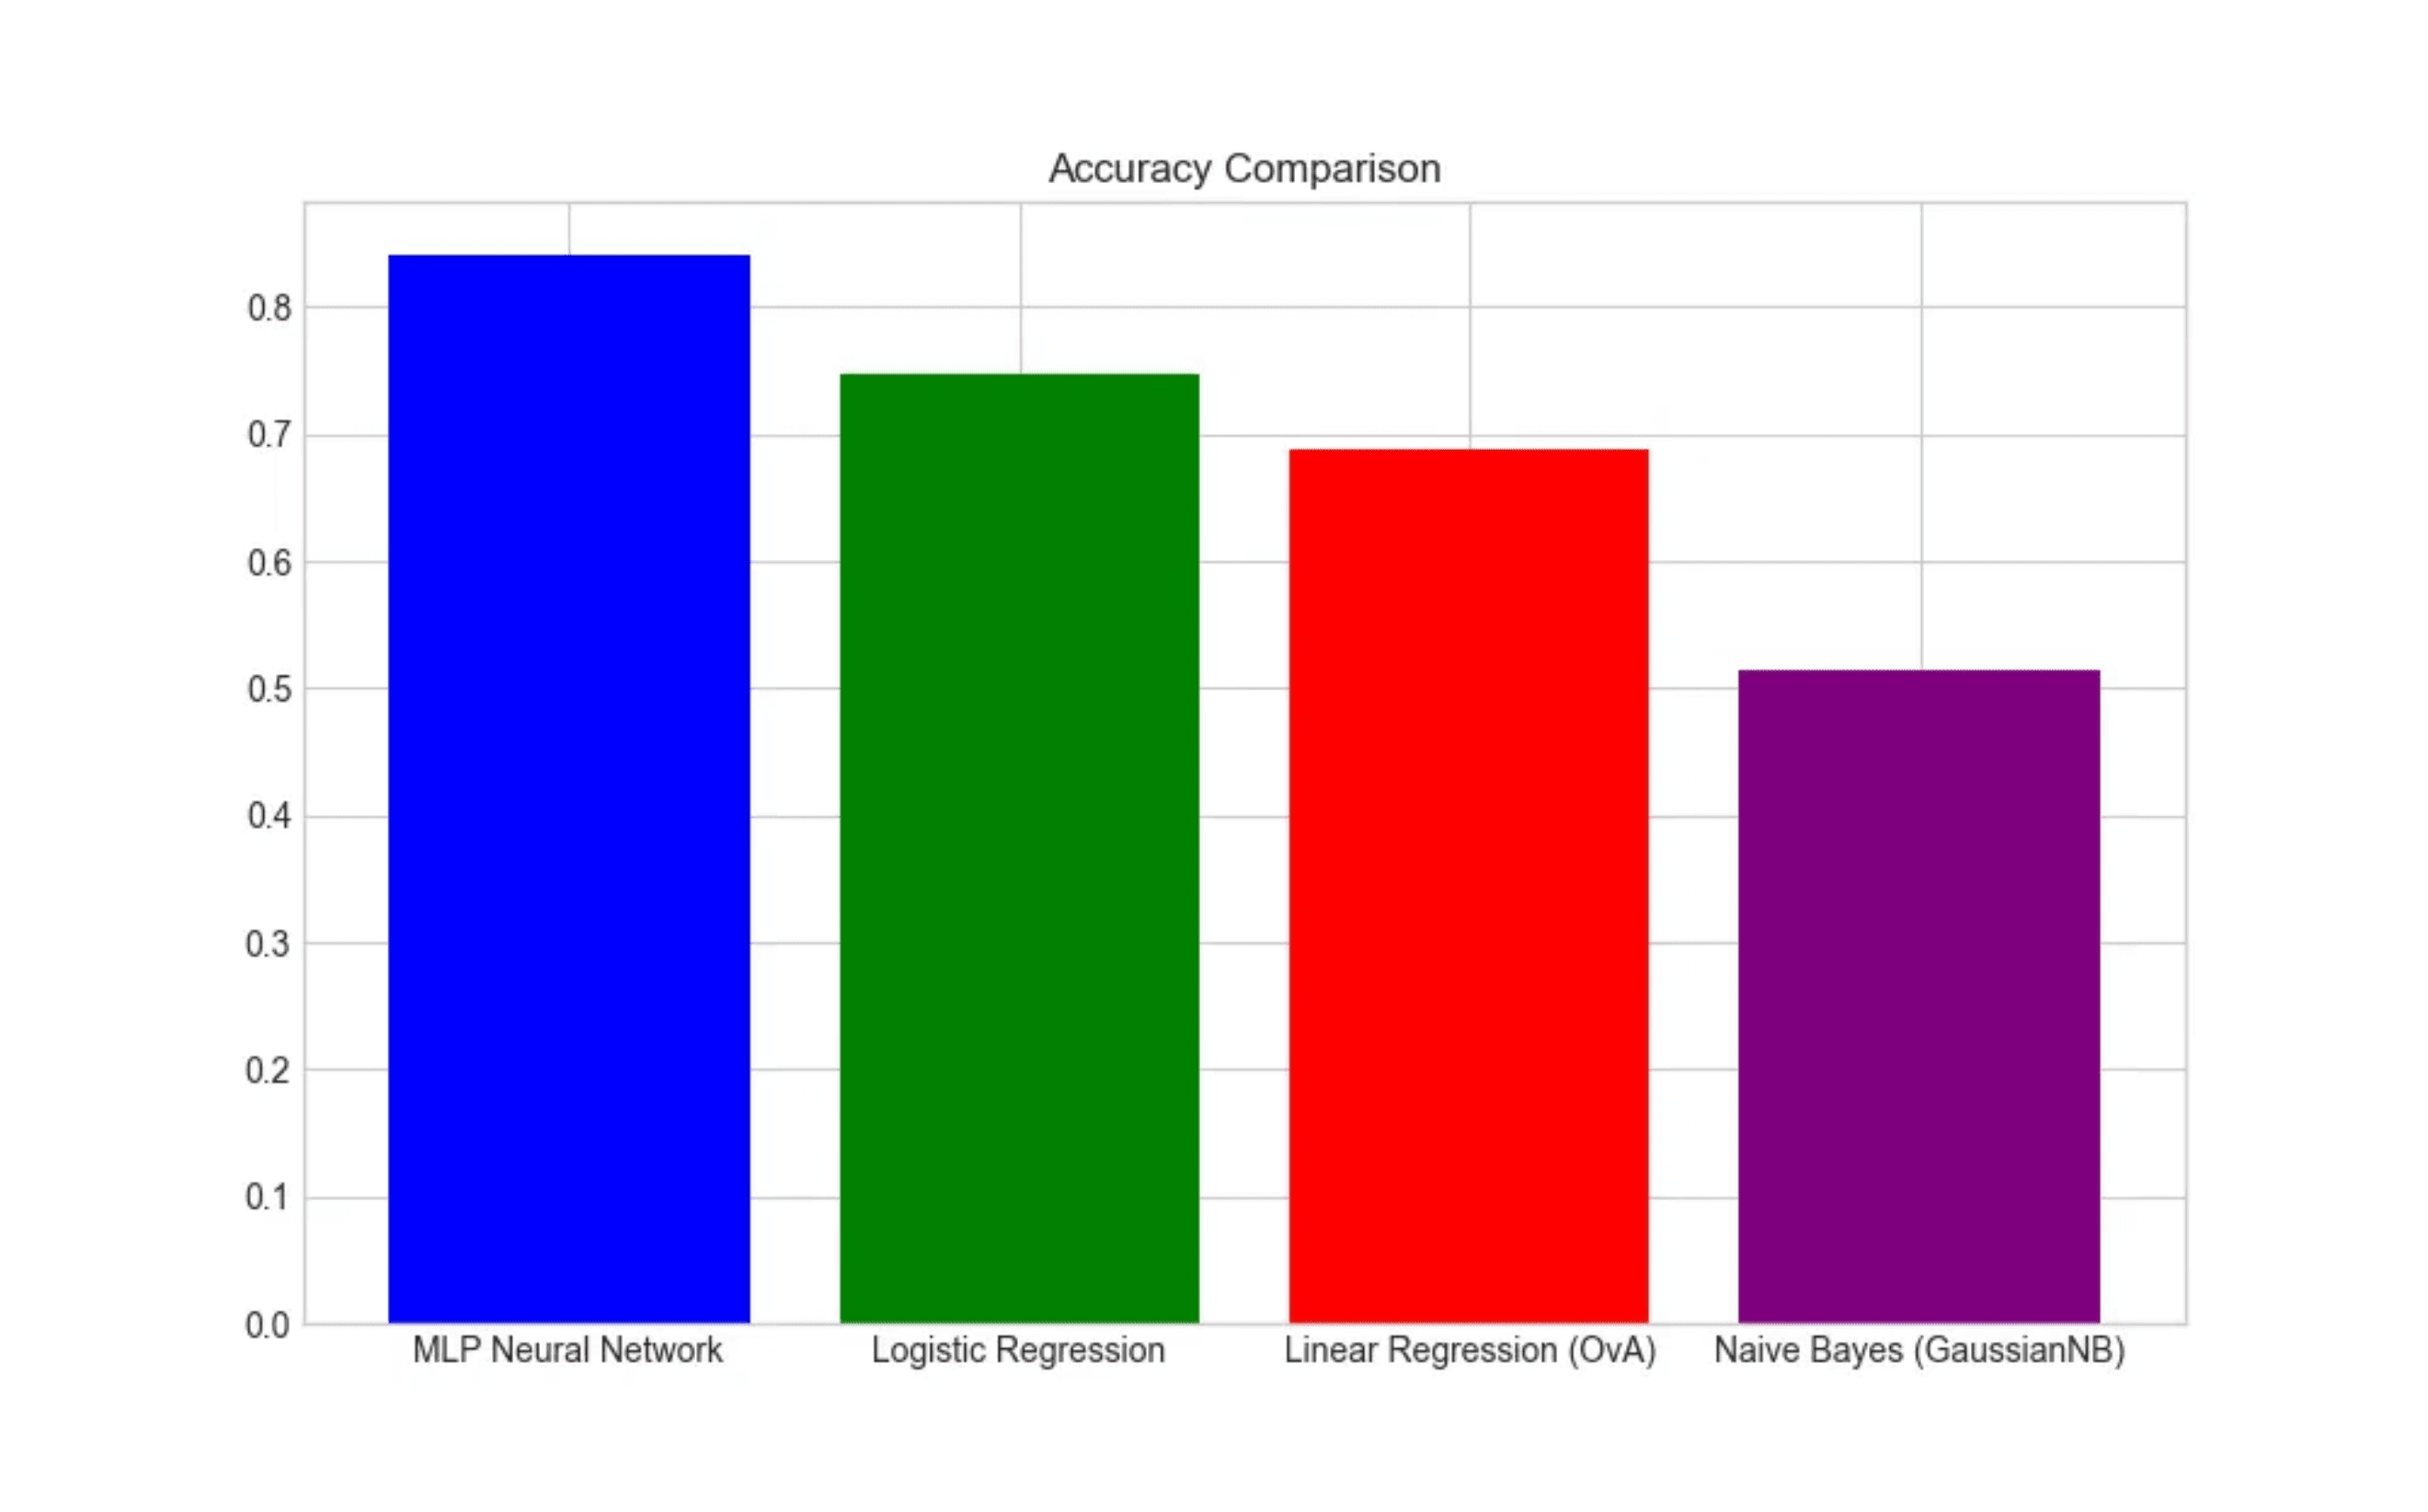 Accuracy Comparison
0.8
0.7
0.6
0.5
0.4
0.3
0.2
0.1
0.0
MLP Neural Network
Logistic Regression
Linear Regression (OvA)
Naive Bayes (GaussianNB)